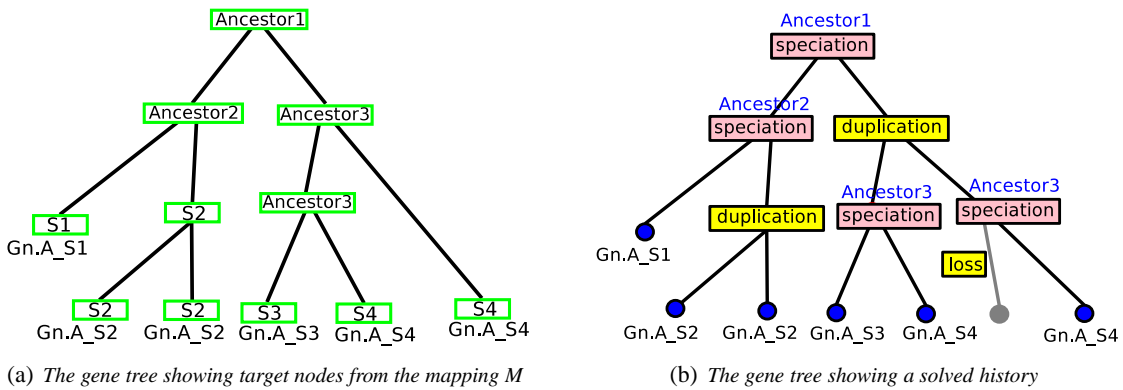 Ancestor1
Ancestor2
Ancestor3
S1
Gn.A_S1
S2
Ancestor3
S2
Gn.A_S2
S2
Gn.A_S2
S3
Gn.A_S3
S4
Gn.A_S4
S4
Gn.A_S4
(a) The gene tree showing target nodes from the mapping M
Ancestor1
speciation
Ancestor2
speciation
duplication
Gn.A_S1
duplication
Ancestor3
speciation
Ancestor3
speciation
loss
Gn.A_S2
Gn.A_S2
Gn.A_S3
Gn.A_S4
Gn.A_S4
(b) The gene tree showing a solved history